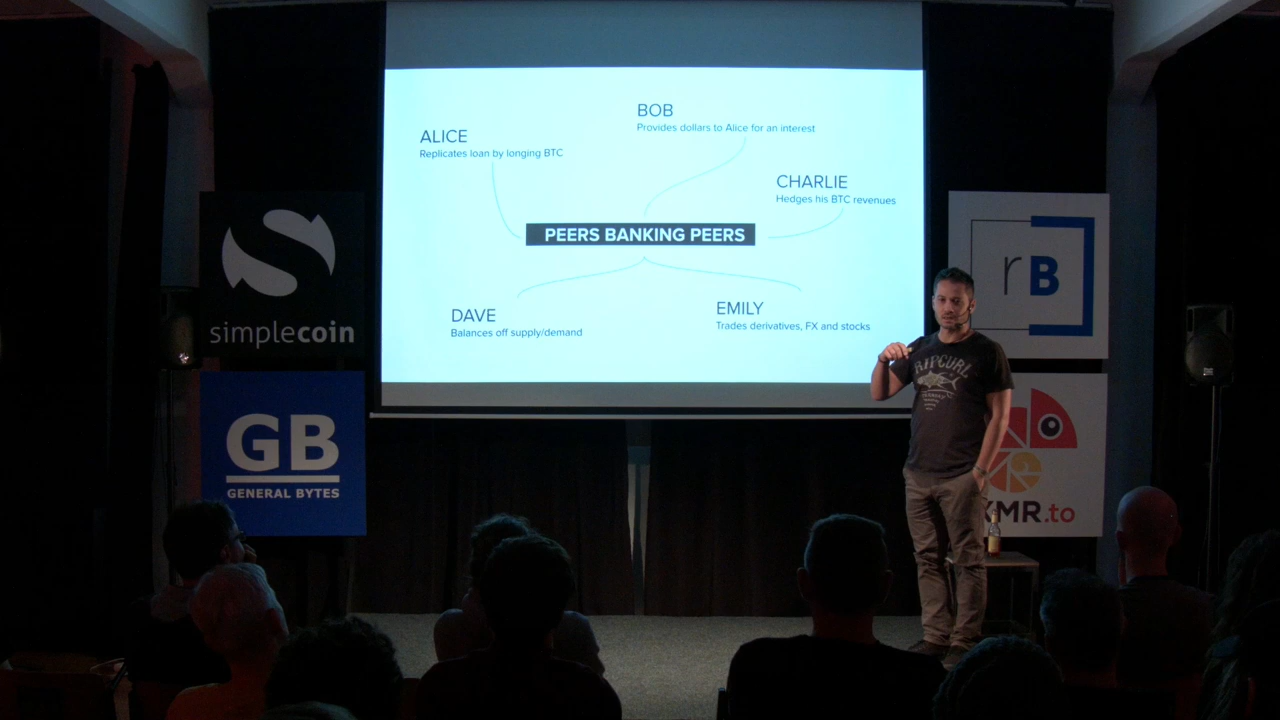 BOB
Provides dollars to Alice for an interest
ALICE
Replicates loan by longing BTC
CHARLIE
Hedges his BTC revenues
PEERS BANKING PEERS
DAVE
Balances off supply/demand
EMILY
Trades derivatives, FX and stocks
simplecoin
GB
GENERAL BYTES
rB
RIPCURL
XMR.to